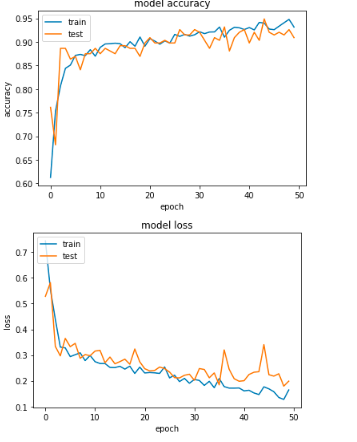 model accuracy
0.95
0.90
0.85
0.80
0.75
0.70
0.65
0.60
accuracy
train
test
0 10 20 30 40 50
epoch
model loss
0.7
0.6
0.5
0.4
0.3
0.2
0.1
loss
train
test
0 10 20 30 40 50
epoch